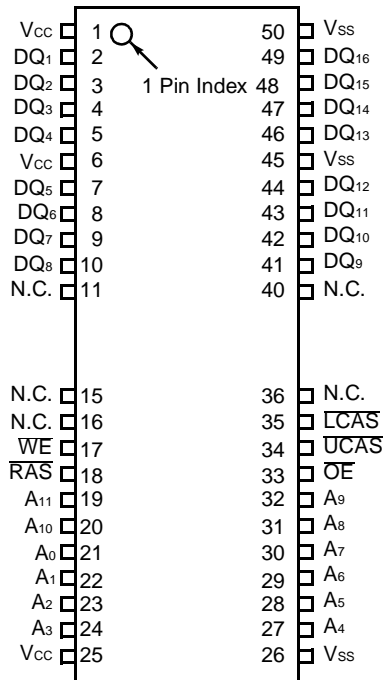 VCC 1 50 VSS
DQ1 2 49 DQ16
DQ2 3 1 Pin Index 48 DQ15
DQ3 4 47 DQ14
DQ4 5 46 DQ13
VCC 6 45 VSS
DQ5 7 44 DQ12
DQ6 8 43 DQ11
DQ7 9 42 DQ10
DQ8 10 41 DQ9
N.C. 11 40 N.C.
N.C. 15 36 N.C.
N.C. 16 35 LCAS
WE 17 34 UCAS
RAS 18 33 OE
A11 19 32 A9
A10 20 31 A8
A0 21 30 A7
A1 22 29 A6
A2 23 28 A5
A3 24 27 A4
VCC 25 26 VSS